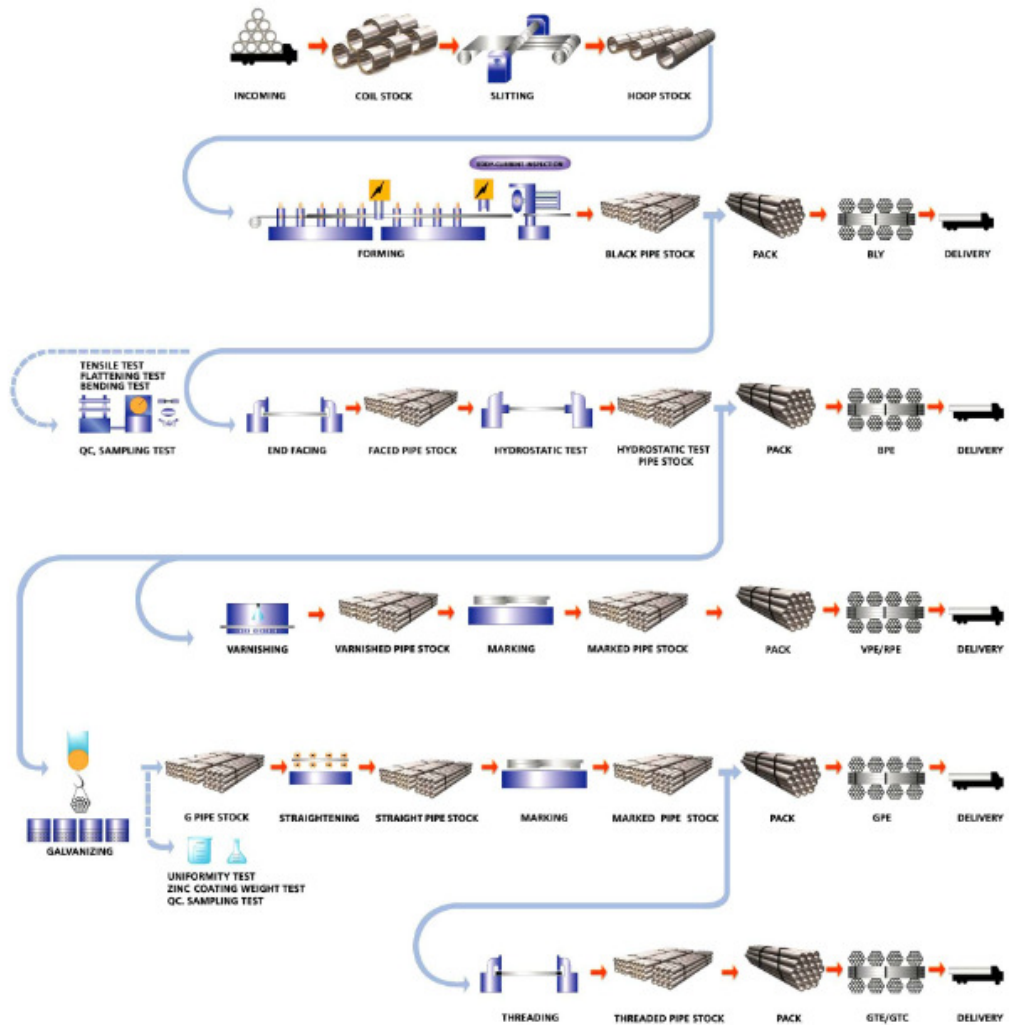 INCOMING
COIL STOCK
SLITTING
HOOP STOCK
EDDY CURRENT INSPECTION
FORMING
BLACK PIPE STOCK
PACK
BLY
DELIVERY
TENSILE TEST
FLATTENING TEST
BENDING TEST
QC, SAMPLING TEST
END FACING
FACED PIPE STOCK
HYDROSTATIC TEST
HYDROSTATIC TEST
PIPE STOCK
PACK
BPE
DELIVERY
VARNISHING
VARNISHED PIPE STOCK
MARKING
MARKED PIPE STOCK
PACK
VPE/RPE
DELIVERY
GALVANIZING
G PIPE STOCK
STRAIGHTENING
STRAIGHT PIPE STOCK
MARKING
MARKED PIPE STOCK
PACK
GPE
DELIVERY
UNIFORMITY TEST
ZINC COATING WEIGHT TEST
QC. SAMPLING TEST
THREADING
THREADED PIPE STOCK
PACK
GTE/GTC
DELIVERY